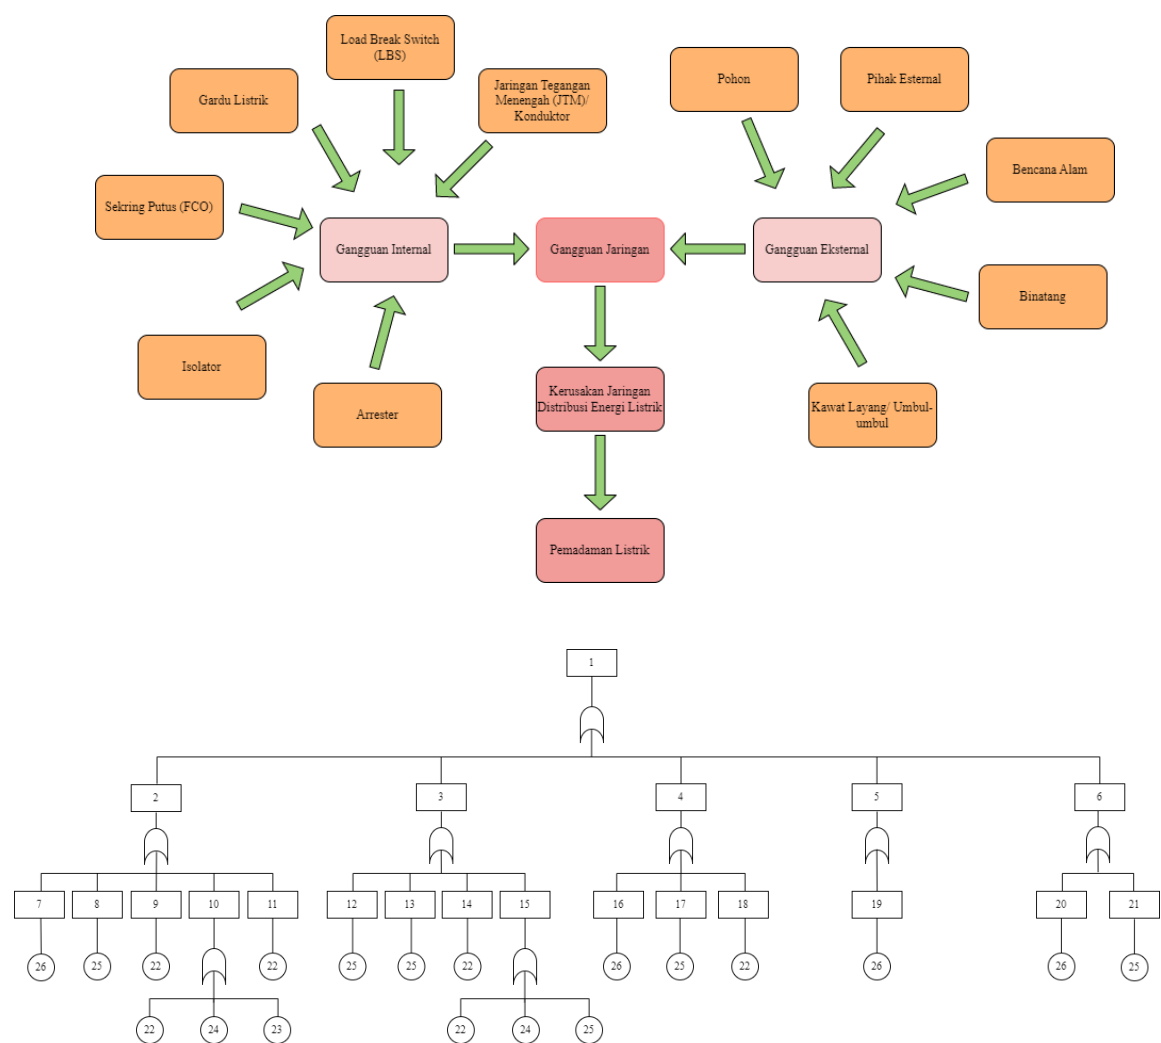 Load Break Switch
(LBS)
Gardu Listrik
Jaringan Tegangan
Menengah (JTM)/
Konduktor
Pohon
Pihak Esternal
Bencana Alam
Sekring Putus (FCO)
Gangguan Internal
Gangguan Jaringan
Gangguan Eksternal
Binatang
Isolator
Arrester
Kerusakan Jaringan
Distribusi Energi Listrik
Kawat Layang/ Umbul-
umbul
Pemadaman Listrik
1
2
3
4
5
6
7
8
9
10
11
12
13
14
15
16
17
18
19
20
21
26
25
22
22
25
25
22
26
25
22
26
26
25
22
24
23
22
24
25